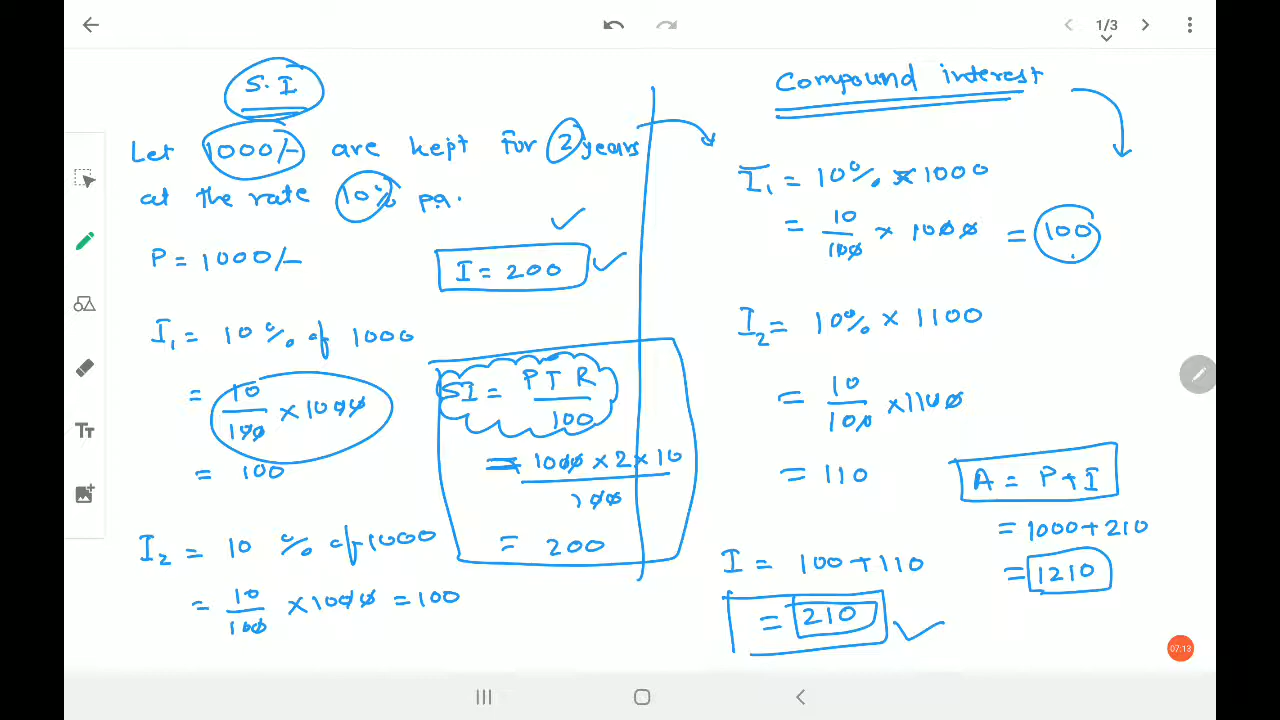 1/3
S.I
Let 1000/- are kept for 2 years
at the rate 10% pa.
P = 1000/-
I = 200
I₁ = 10% of 1000
= 10/100 × 1000
= 100
I₂ = 10 % of 1000
= 10/100 × 1000 = 100
SI = PTR/100
= 1000 × 2 × 10/100
= 200
Compound interest
I₁ = 10% × 1000
= 10/100 × 1000 = 100
I₂ = 10% × 1100
= 10/100 × 1100
= 110
I = 100 + 110
= 210
A = P + I
= 1000 + 210
= 1210
Tт
07:13